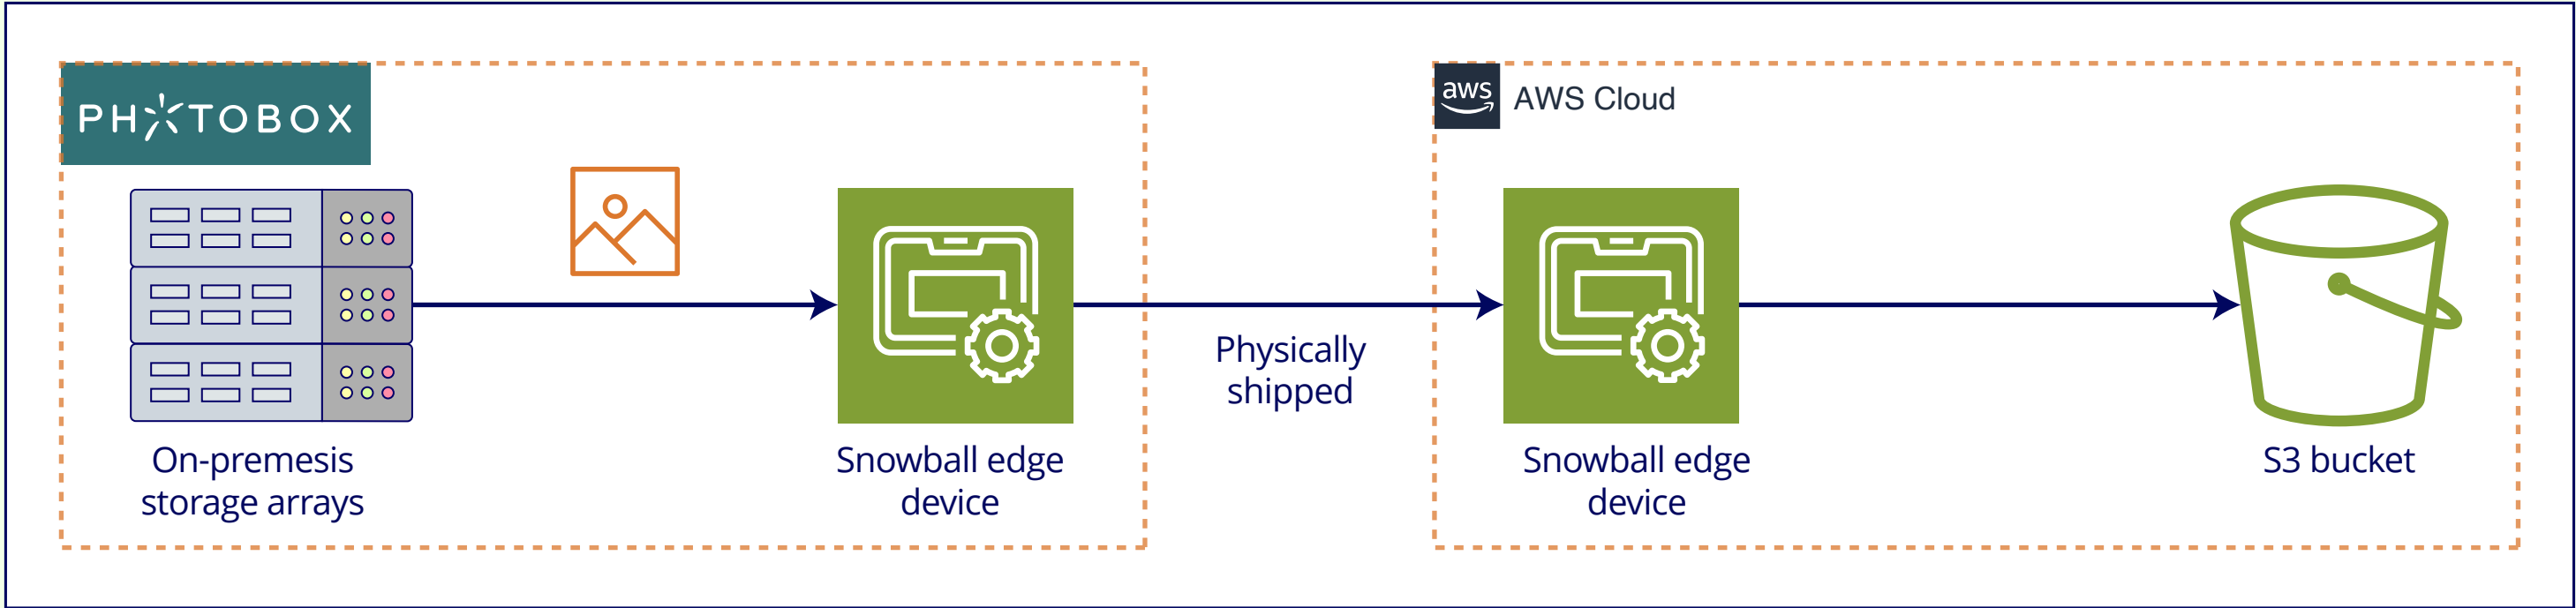 PHOTOBOX
aws
AWS Cloud
Physically
shipped
On-premesis
storage arrays
Snowball edge
device
Snowball edge
device
S3 bucket